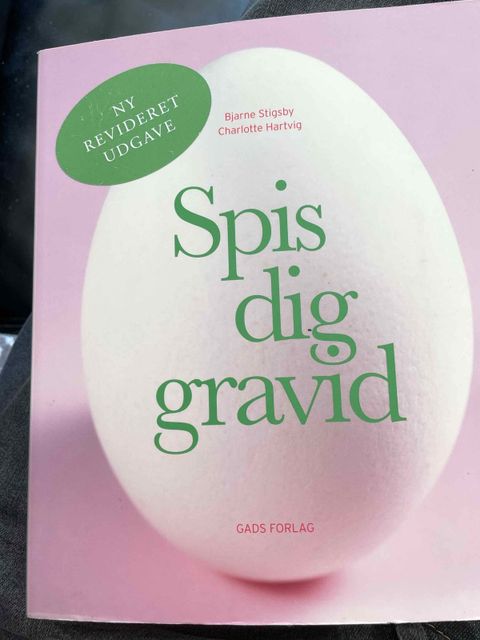 NY
REVIDERET
UDGAVE
Bjarne Stigsby
Charlotte Hartvig
Spis
dig
gravid
GADS FORLAG